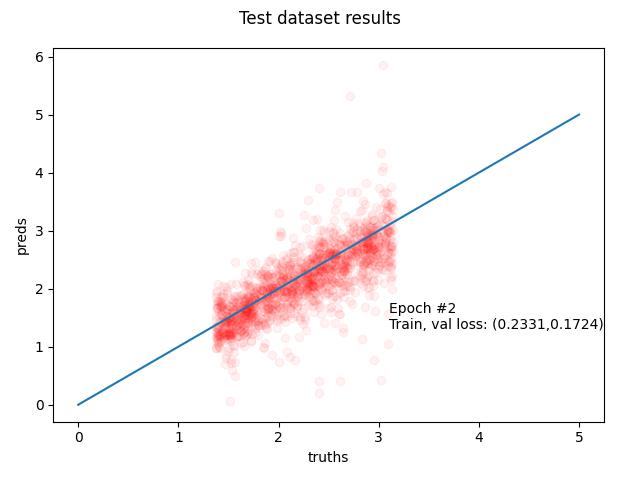 Test dataset results
6
5
4
3
2
1
0
preds
Epoch #2
Train, val loss: (0.2331,0.1724)
0 1 2 3 4 5
truths